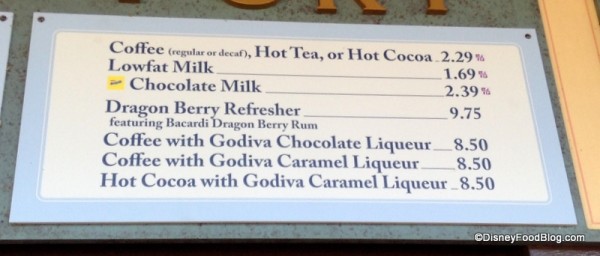 Coffee (regular or decaf), Hot Tea, or Hot Cocoa 2.29
Lowfat Milk 1.69
Chocolate Milk 2.39
Dragon Berry Refresher 9.75
featuring Bacardi Dragon Berry Rum
Coffee with Godiva Chocolate Liqueur 8.50
Coffee with Godiva Caramel Liqueur 8.50
Hot Cocoa with Godiva Caramel Liqueur 8.50
©DisneyFoodBlog.com